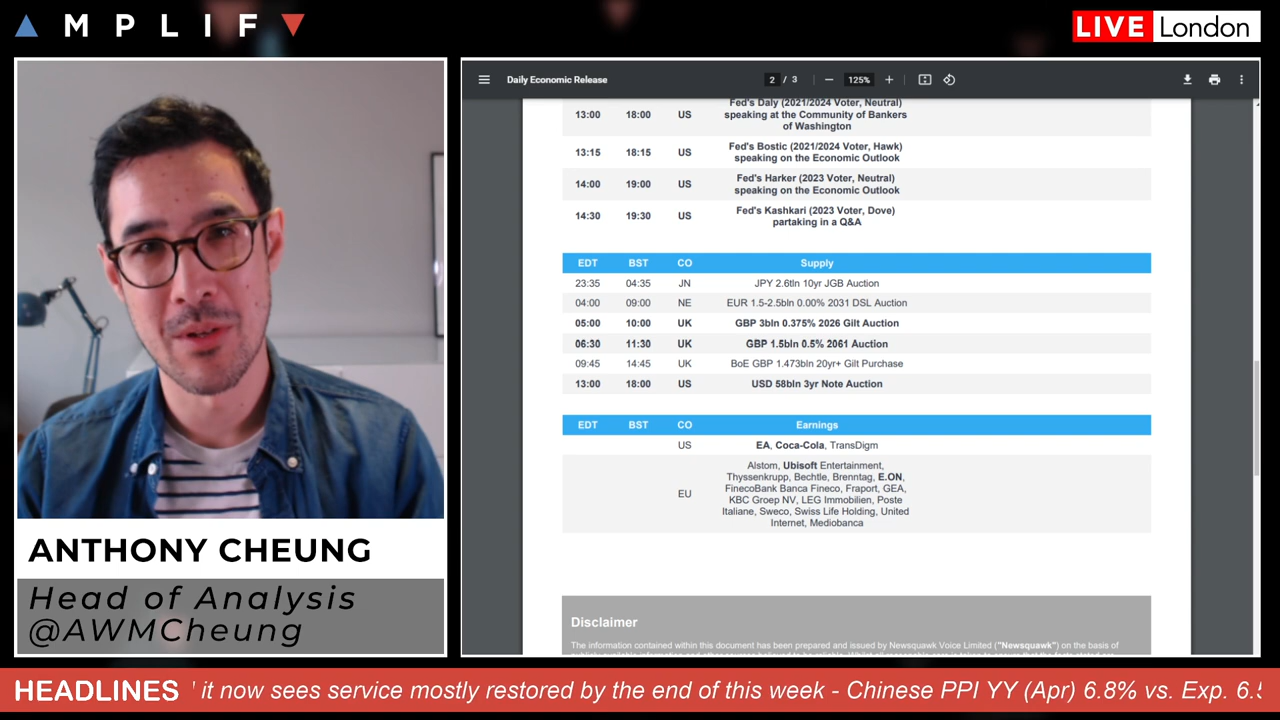 AMPLIFY
LIVE London
Daily Economic Release
2 / 3
125%
Fed's Daly (2021/2024 Voter, Neutral)
13:00 18:00 US speaking at the Community of Bankers
of Washington
13:15 18:15 US Fed's Bostic (2021/2024 Voter, Hawk)
speaking on the Economic Outlook
14:00 19:00 US Fed's Harker (2023 Voter, Neutral)
speaking on the Economic Outlook
14:30 19:30 US Fed's Kashkari (2023 Voter, Dove)
partaking in a Q&A
EDT BST CO Supply
23:35 04:35 JN JPY 2.6tln 10yr JGB Auction
04:00 09:00 NE EUR 1.5-2.5bln 0.00% 2031 DSL Auction
05:00 10:00 UK GBP 3bln 0.375% 2026 Gilt Auction
06:30 11:30 UK GBP 1.5bln 0.5% 2061 Auction
09:45 14:45 UK BoE GBP 1.473bln 20yr+ Gilt Purchase
13:00 18:00 US USD 58bln 3yr Note Auction
EDT BST CO Earnings
US EA, Coca-Cola, TransDigm
EU Alstom, Ubisoft Entertainment,
Thyssenkrupp, Bechtle, Brenntag, E.ON,
FinecoBank Banca Fineco, Fraport, GEA,
KBC Groep NV, LEG Immobilien, Poste
Italiane, Sweco, Swiss Life Holding, United
Internet, Mediobanca
Disclaimer
The information contained within this document has been prepared and issued by Newsquawk Voice Limited ("Newsquawk") on the basis of
ANTHONY CHEUNG
Head of Analysis
@AWMCheung
HEADLINES ' it now sees service mostly restored by the end of this week - Chinese PPI YY (Apr) 6.8% vs. Exp. 6.5